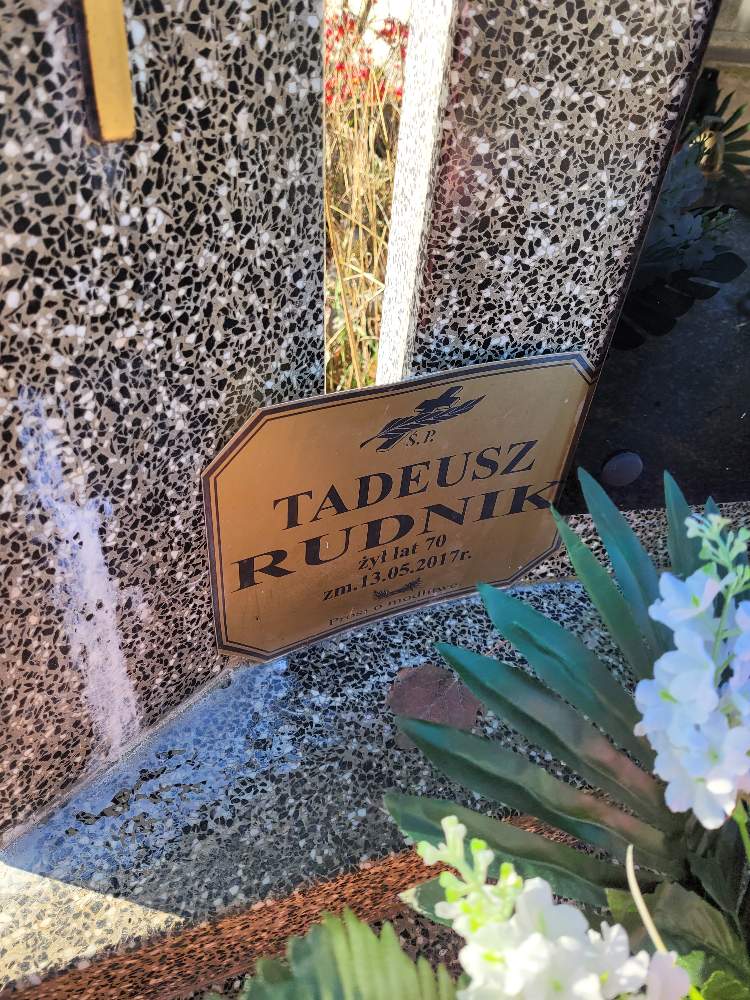 Ś.P.
TADEUSZ
RUDNIK
żył lat 70
zm.13.05.2017r.
Prosi o modlitwę